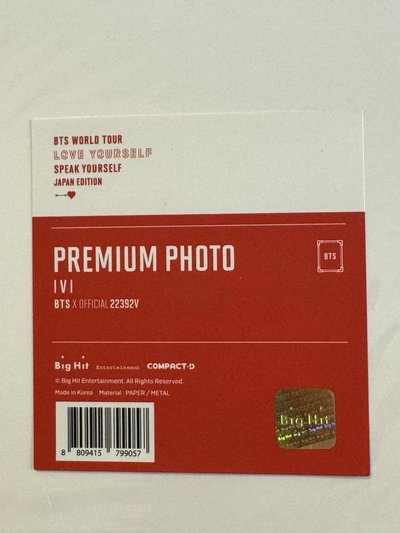 BTS WORLD TOUR
LOVE YOURSELF
SPEAK YOURSELF
JAPAN EDITION
PREMIUM PHOTO
BTS
I V I
BTS X OFFICIAL 22392V
Big Hit Entertainment COMPACT-D
© Big Hit Entertainment. All Rights Reserved.
Made in Korea Material : PAPER / METAL
Big Hit
8 809415 799057